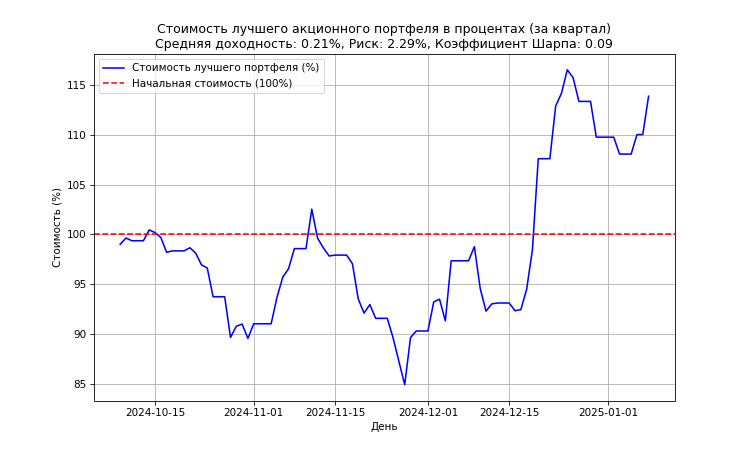 Стоимость лучшего акционного портфеля в процентах (за квартал)
Средняя доходность: 0.21%, Риск: 2.29%, Коэффициент Шарпа: 0.09
Стоимость лучшего портфеля (%)
Начальная стоимость (100%)
Стоимость (%)
115
110
105
100
95
90
85
2024-10-15
2024-11-01
2024-11-15
2024-12-01
2024-12-15
2025-01-01
День